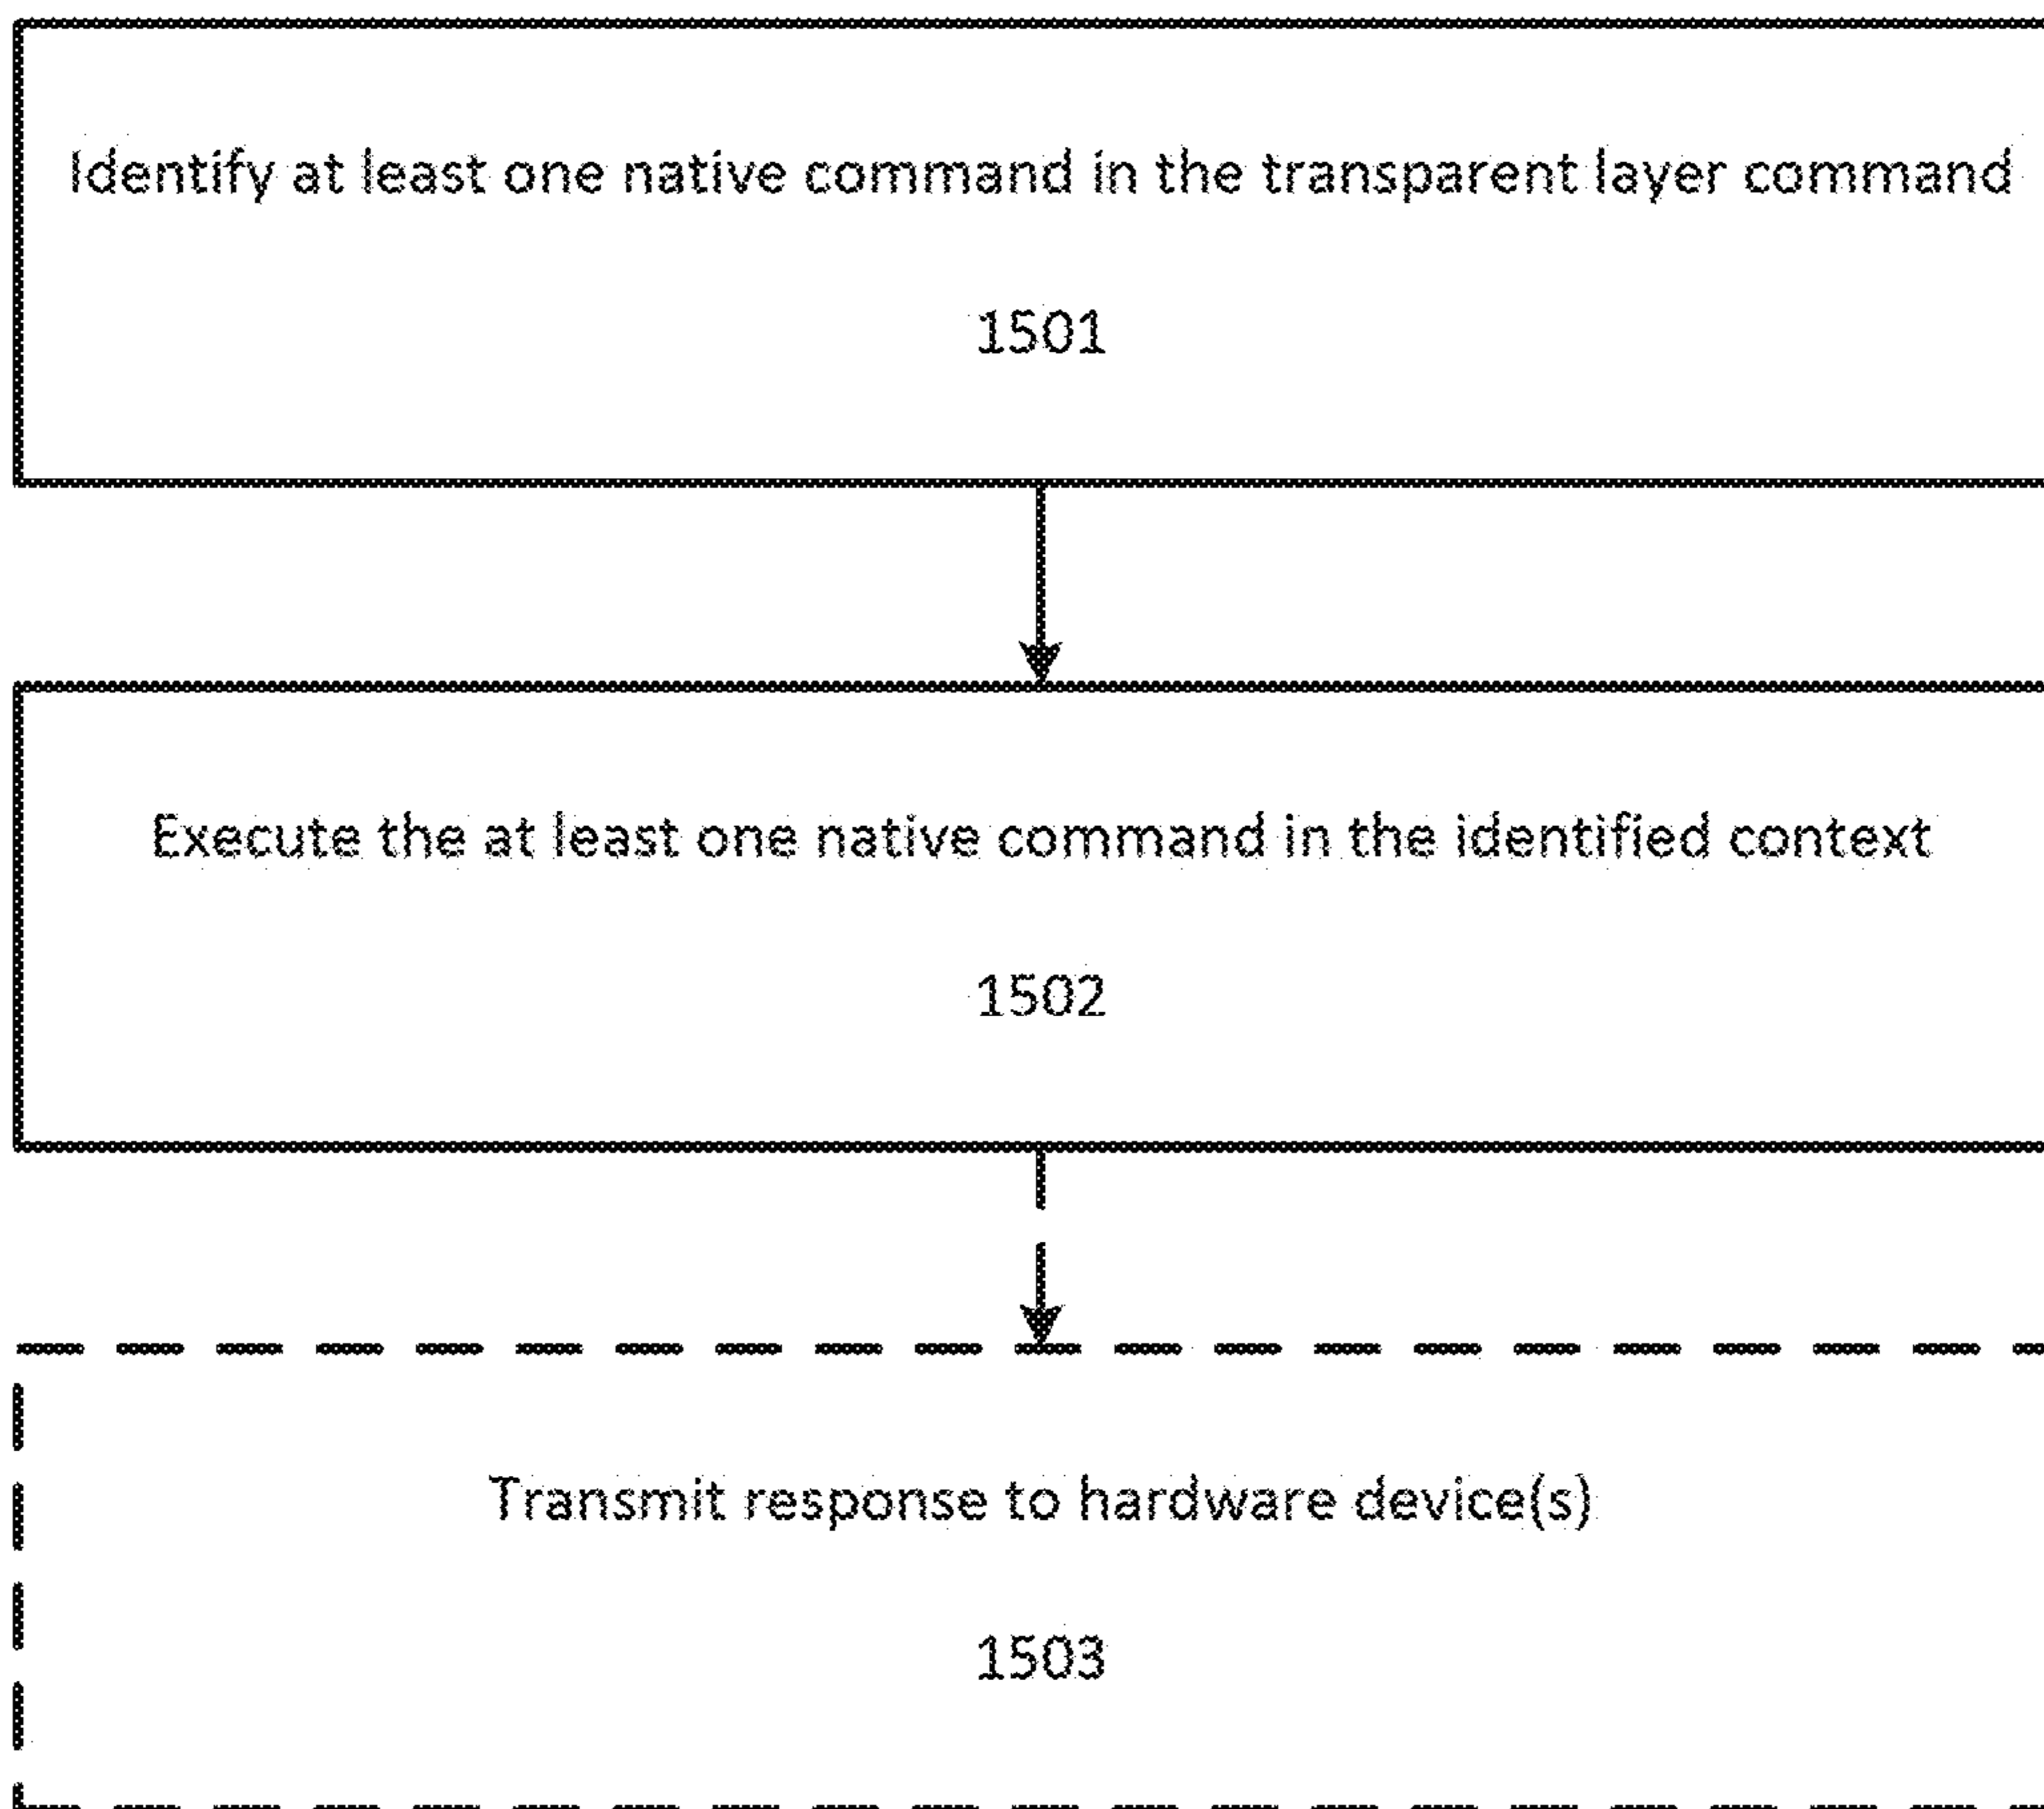 Identify at least one native command in the transparent layer command
1501
Execute the at least one native command in the identified context
1502
Transmit response to hardware device(s)
1503